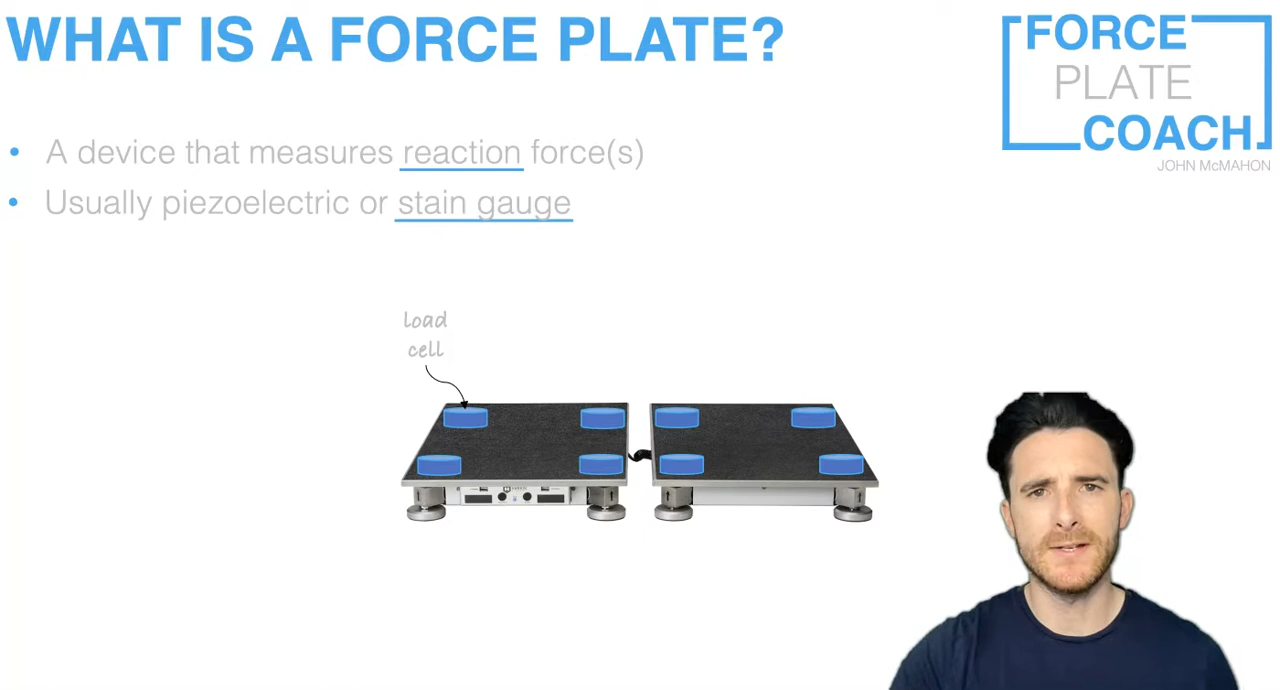 WHAT IS A FORCE PLATE?
FORCE
PLATE
COACH
JOHN McMAHON
• A device that measures reaction force(s)
• Usually piezoelectric or stain gauge
load
cell